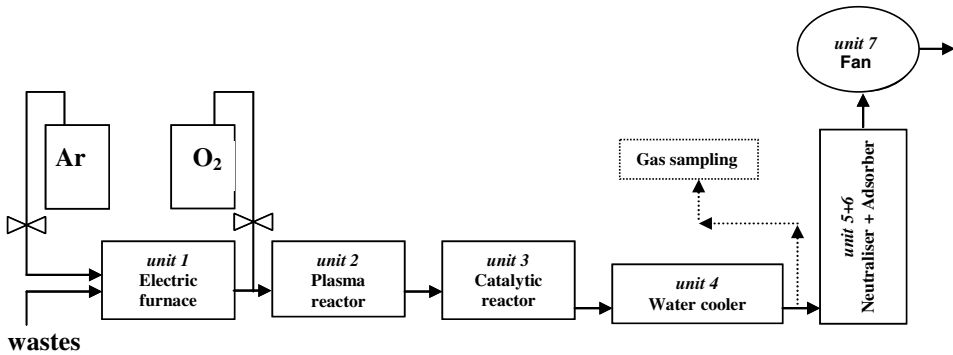 unit 7
Fan
Ar
O₂
Gas sampling
unit 5+6
Neutraliser + Adsorber
unit 1
Electric
furnace
unit 2
Plasma
reactor
unit 3
Catalytic
reactor
unit 4
Water cooler
wastes